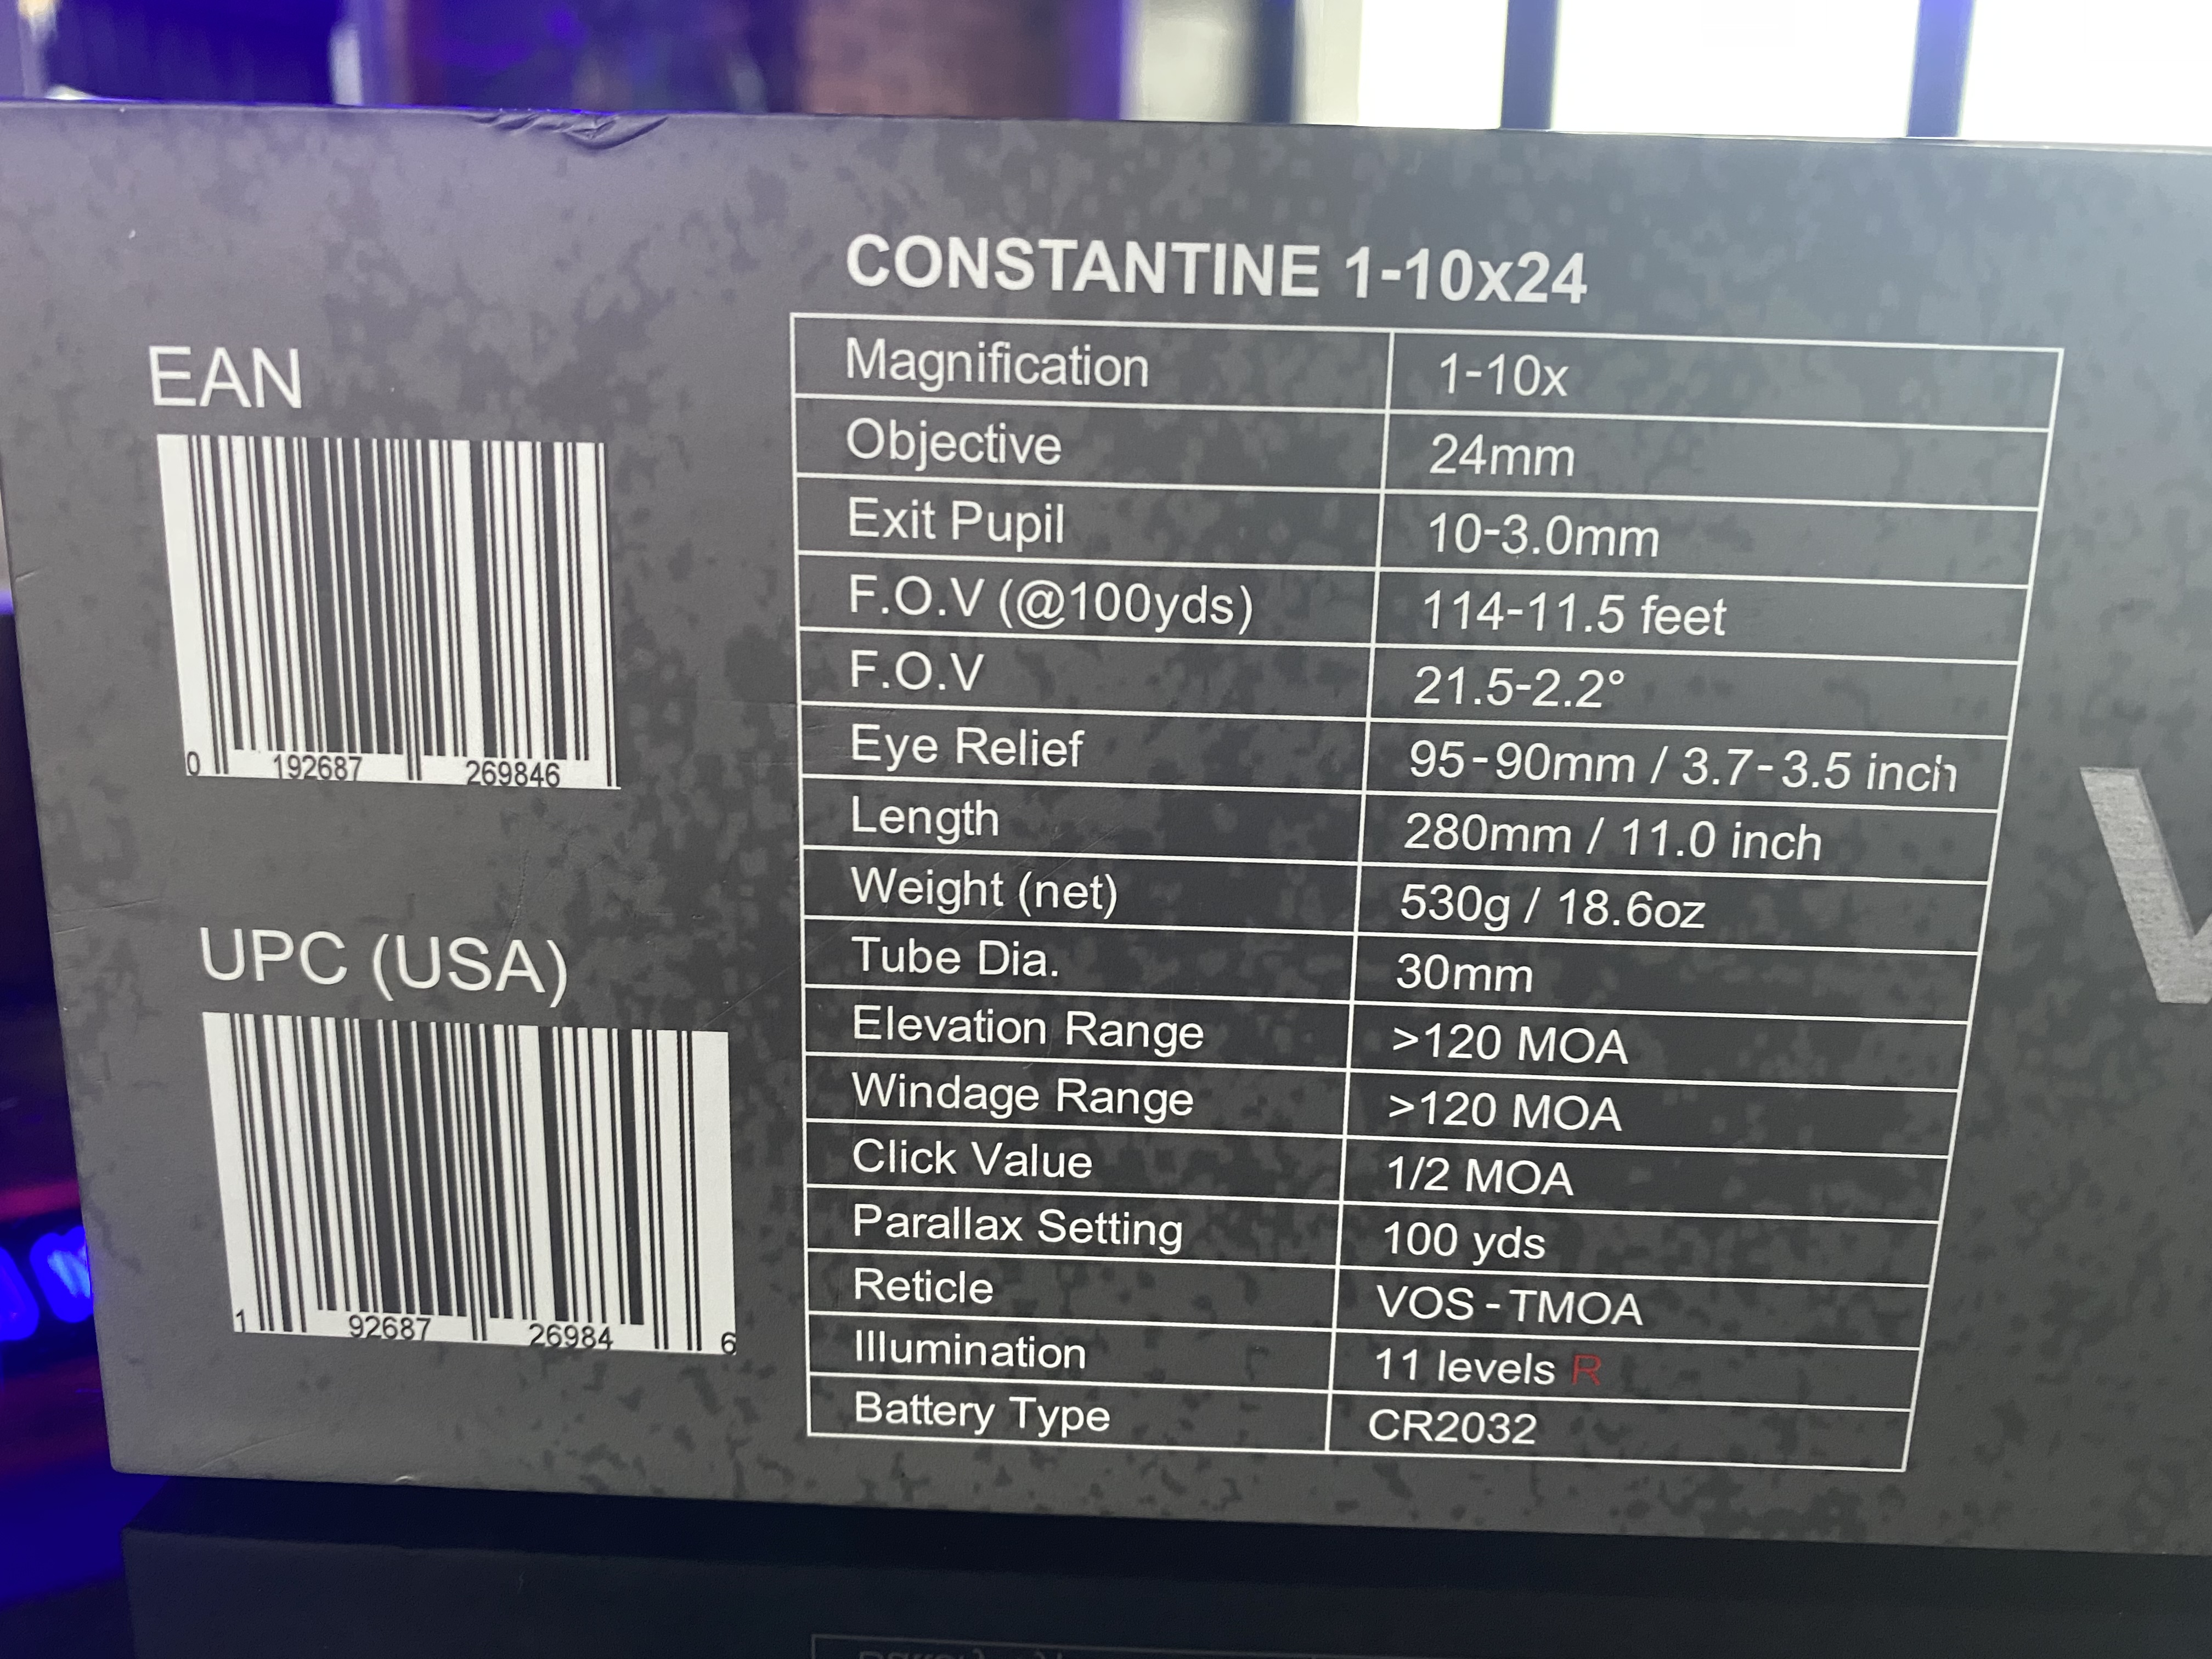 CONSTANTINE 1-10x24
EAN
0 192687 269846
UPC (USA)
1 92687 26984 6
Magnification 1-10x
Objective 24mm
Exit Pupil 10-3.0mm
F.O.V (@100yds) 114-11.5 feet
F.O.V 21.5-2.2°
Eye Relief 95-90mm / 3.7-3.5 inch
Length 280mm / 11.0 inch
Weight (net) 530g / 18.6oz
Tube Dia. 30mm
Elevation Range >120 MOA
Windage Range >120 MOA
Click Value 1/2 MOA
Parallax Setting 100 yds
Reticle VOS-TMOA
Illumination 11 levels R
Battery Type CR2032